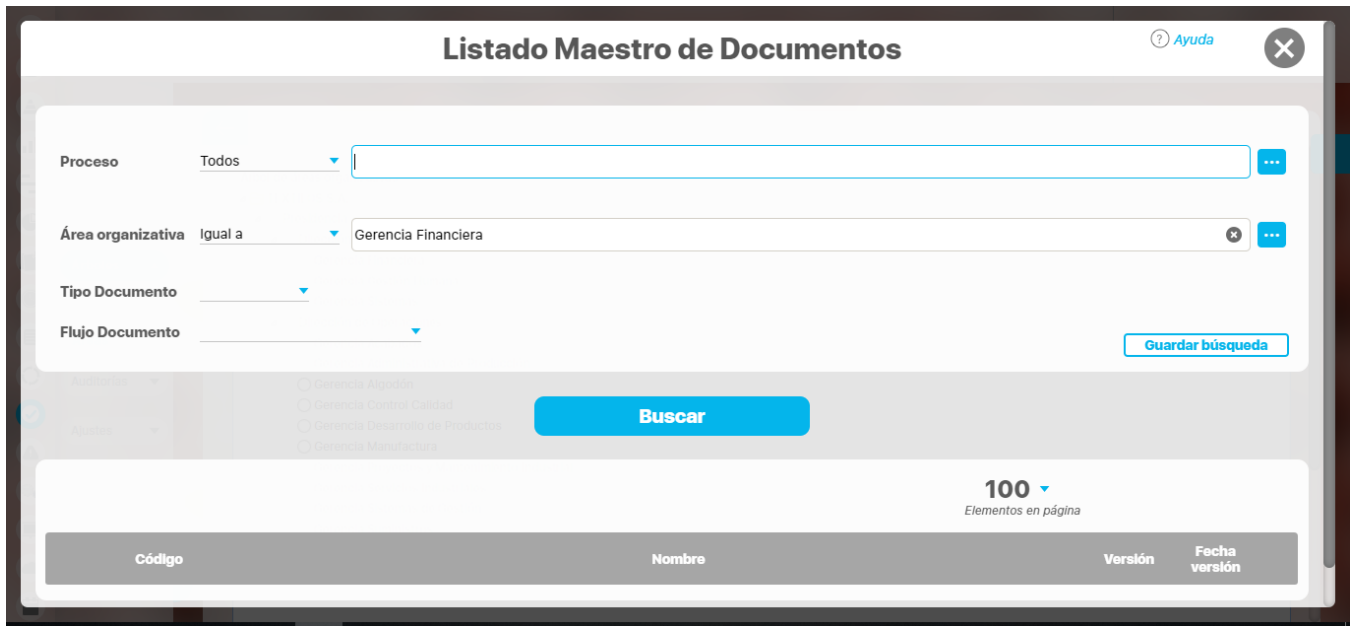 Listado Maestro de Documentos
? Ayuda
Proceso Todos
Área organizativa Igual a Gerencia Financiera
Tipo Documento
Flujo Documento
Guardar búsqueda
Auditorías
Gerencia Algodón
Gerencia Control Calidad
Buscar
Ajustes
Gerencia Desarrollo de Productos
Gerencia Manufactura
100
Elementos en página
Código Nombre Versión Fecha versión